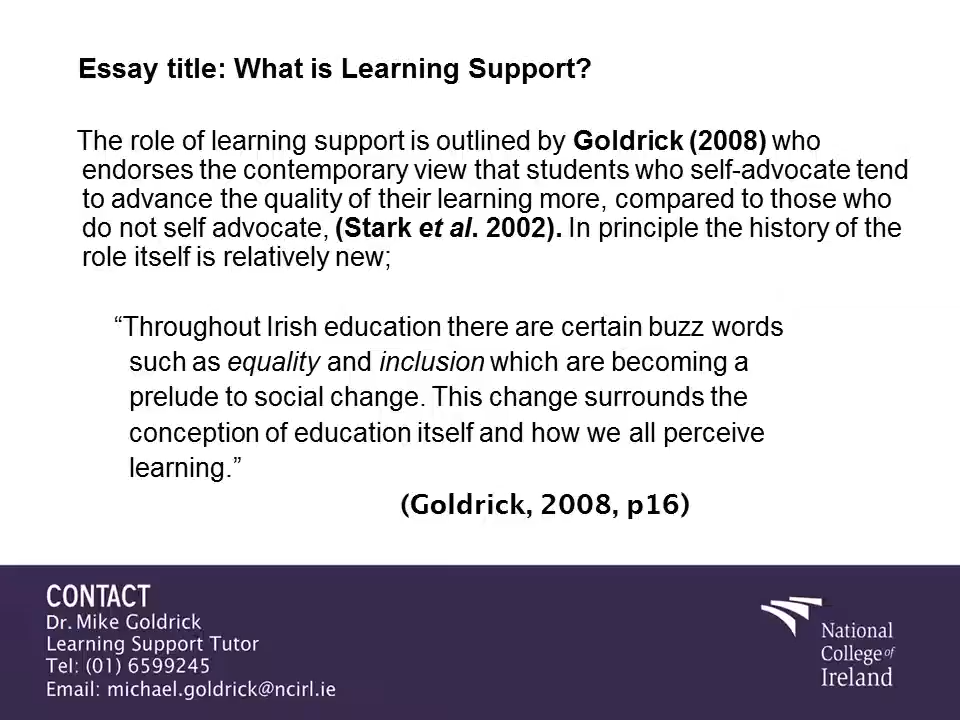 Essay title: What is Learning Support?
The role of learning support is outlined by Goldrick (2008) who
endorses the contemporary view that students who self-advocate tend
to advance the quality of their learning more, compared to those who
do not self advocate, (Stark et al. 2002). In principle the history of the
role itself is relatively new;
“Throughout Irish education there are certain buzz words
such as equality and inclusion which are becoming a
prelude to social change. This change surrounds the
conception of education itself and how we all perceive
learning.”
(Goldrick, 2008, p16)
CONTACT
Dr. Mike Goldrick
Learning Support Tutor
Tel: (01) 6599245
Email: michael.goldrick@ncirl.ie
National
College of
Ireland